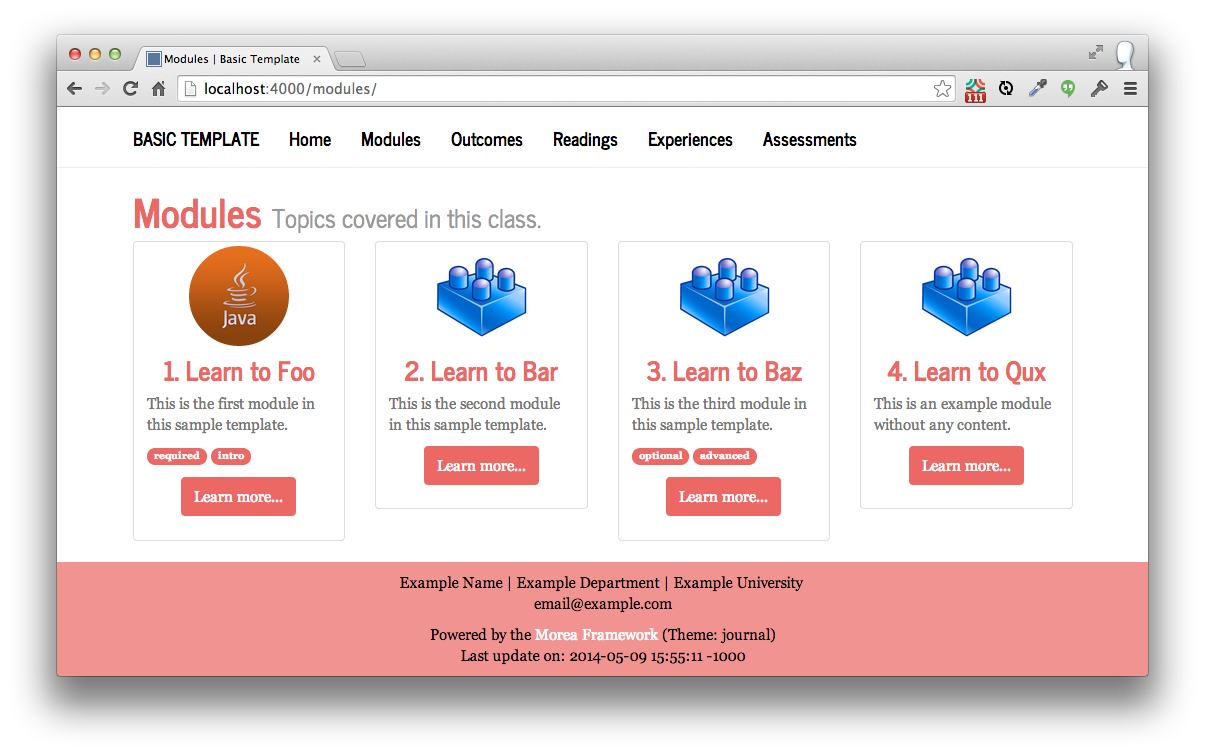 Modules | Basic Template
localhost:4000/modules/
111
BASIC TEMPLATE Home Modules Outcomes Readings Experiences Assessments
Modules Topics covered in this class.
Java
1. Learn to Foo
This is the first module in
this sample template.
required intro
Learn more...
2. Learn to Bar
This is the second module
in this sample template.
Learn more...
3. Learn to Baz
This is the third module in
this sample template.
optional advanced
Learn more...
4. Learn to Qux
This is an example module
without any content.
Learn more...
Example Name | Example Department | Example University
email@example.com
Powered by the Morea Framework (Theme: journal)
Last update on: 2014-05-09 15:55:11 -1000